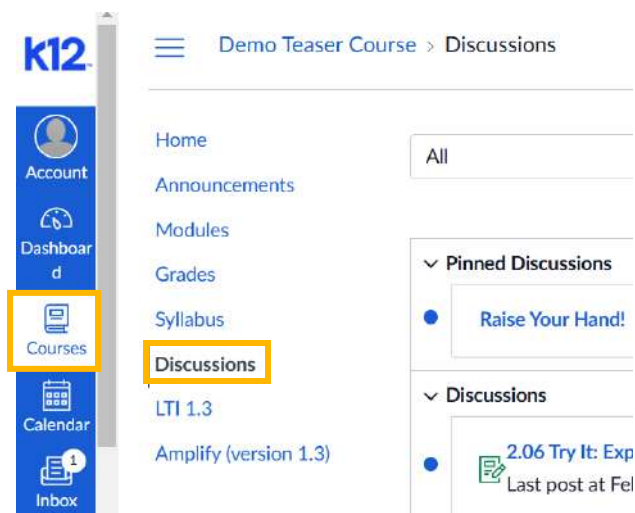 k12
Demo Teaser Course > Discussions
Account
Dashboar
d
Courses
Calendar
1
Inbox
Home
Announcements
Modules
Grades
Syllabus
Discussions
LTI 1.3
Amplify (version 1.3)
All
Pinned Discussions
Raise Your Hand!
Discussions
2.06 Try It: Exp
Last post at Fel